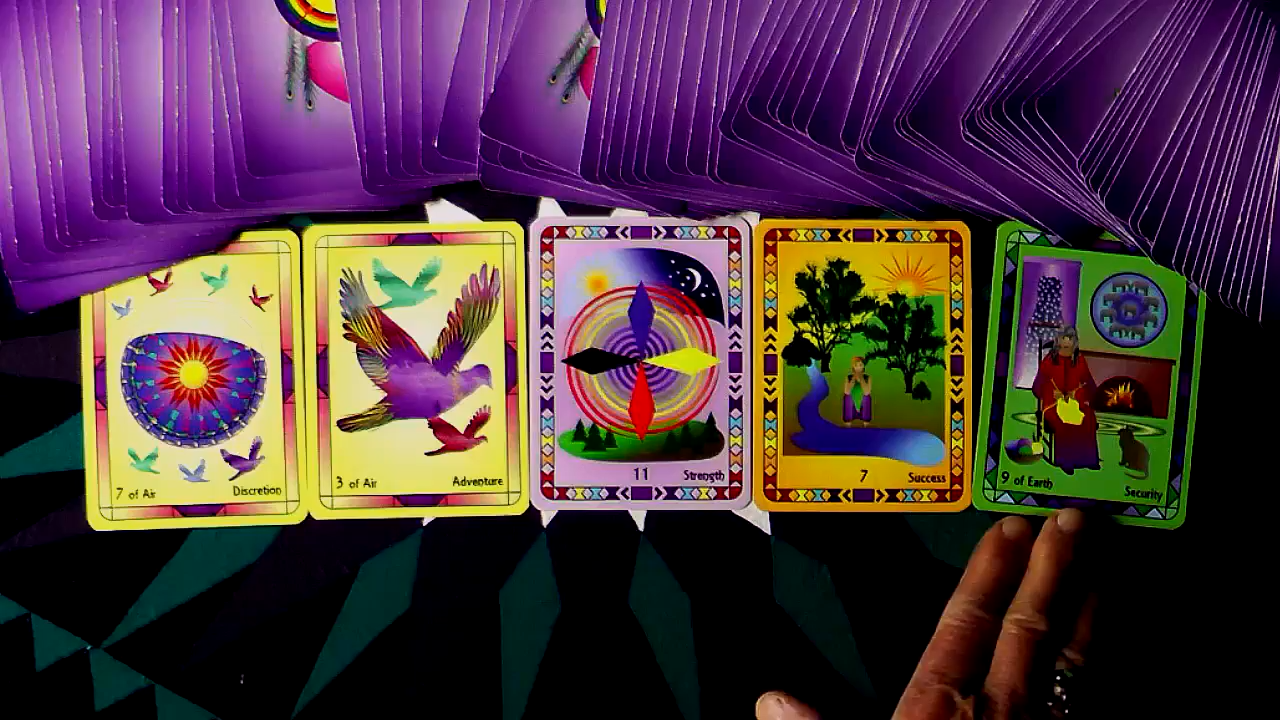 7 of Air Discretion
3 of Air Adventure
11 Strength
7 Success
9 of Earth Security